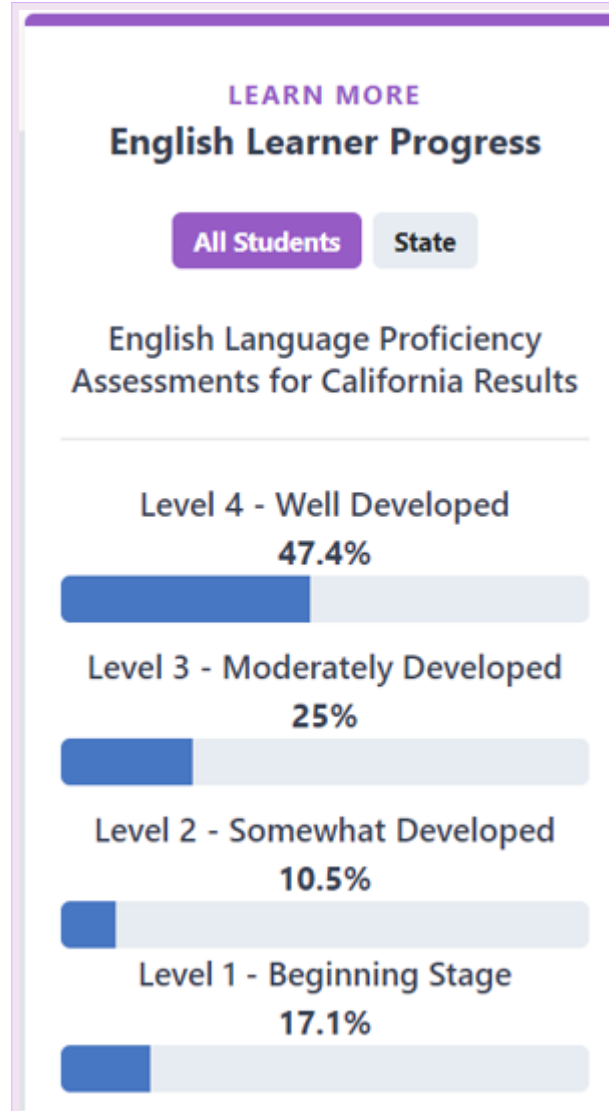 LEARN MORE
English Learner Progress
All Students State
English Language Proficiency
Assessments for California Results
Level 4 - Well Developed
47.4%
Level 3 - Moderately Developed
25%
Level 2 - Somewhat Developed
10.5%
Level 1 - Beginning Stage
17.1%